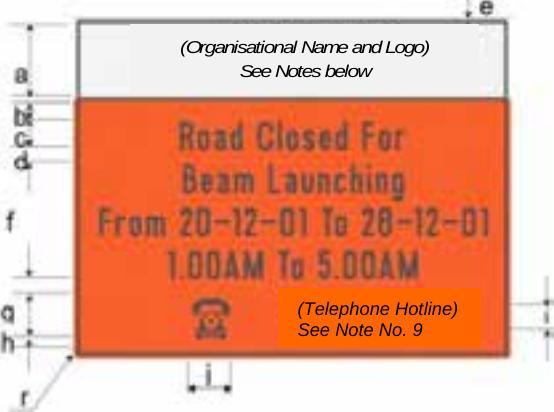 e
(Organisational Name and Logo)
See Notes below
a
b
c
d
Road Closed For
Beam Launching
From 20-12-01 To 28-12-01
f
1.00AM To 5.00AM
g
(Telephone Hotline)
See Note No. 9
h
i
r